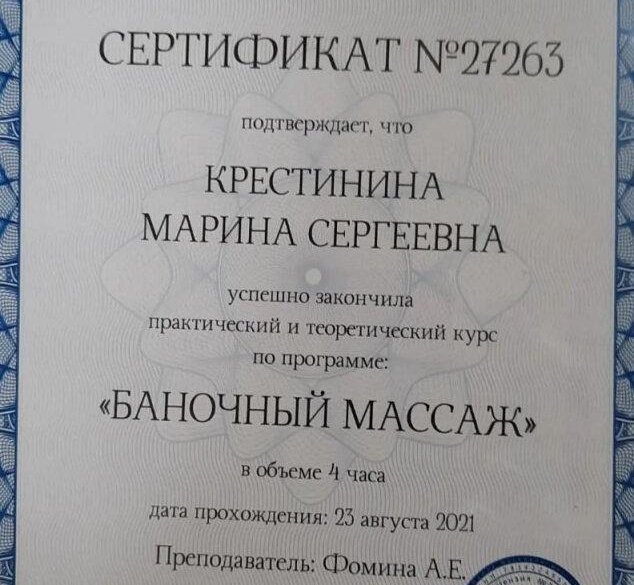 СЕРТИФИКАТ №27263
подтверждает, что
КРЕСТИНИНА
МАРИНА СЕРГЕЕВНА
успешно закончила
практический и теоретический курс
по программе:
«БАНОЧНЫЙ МАССАЖ»
в объеме 4 часа
дата прохождения: 23 августа 2021
Преподаватель: Фомина А.Е.